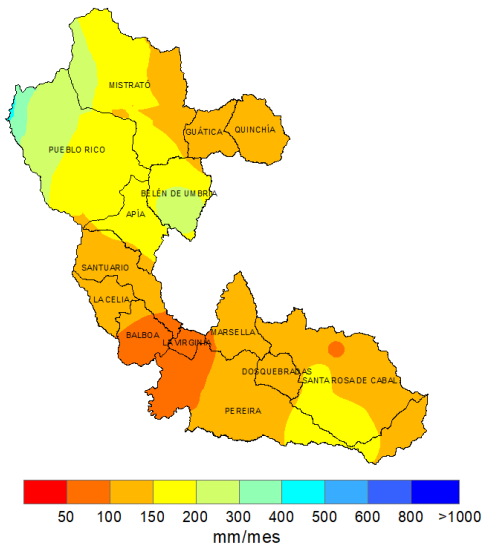 MISTRATÓ
GUÁTICA
QUINCHÍA
PUEBLO RICO
BELÉN DE UMBRÍA
APÍA
SANTUARIO
LA CELIA
BALBOA
LA VIRGINIA
MARSELLA
DOSQUEBRADAS
SANTA ROSA DE CABAL
PEREIRA
50 100 150 200 300 400 500 600 800 >1000
mm/mes